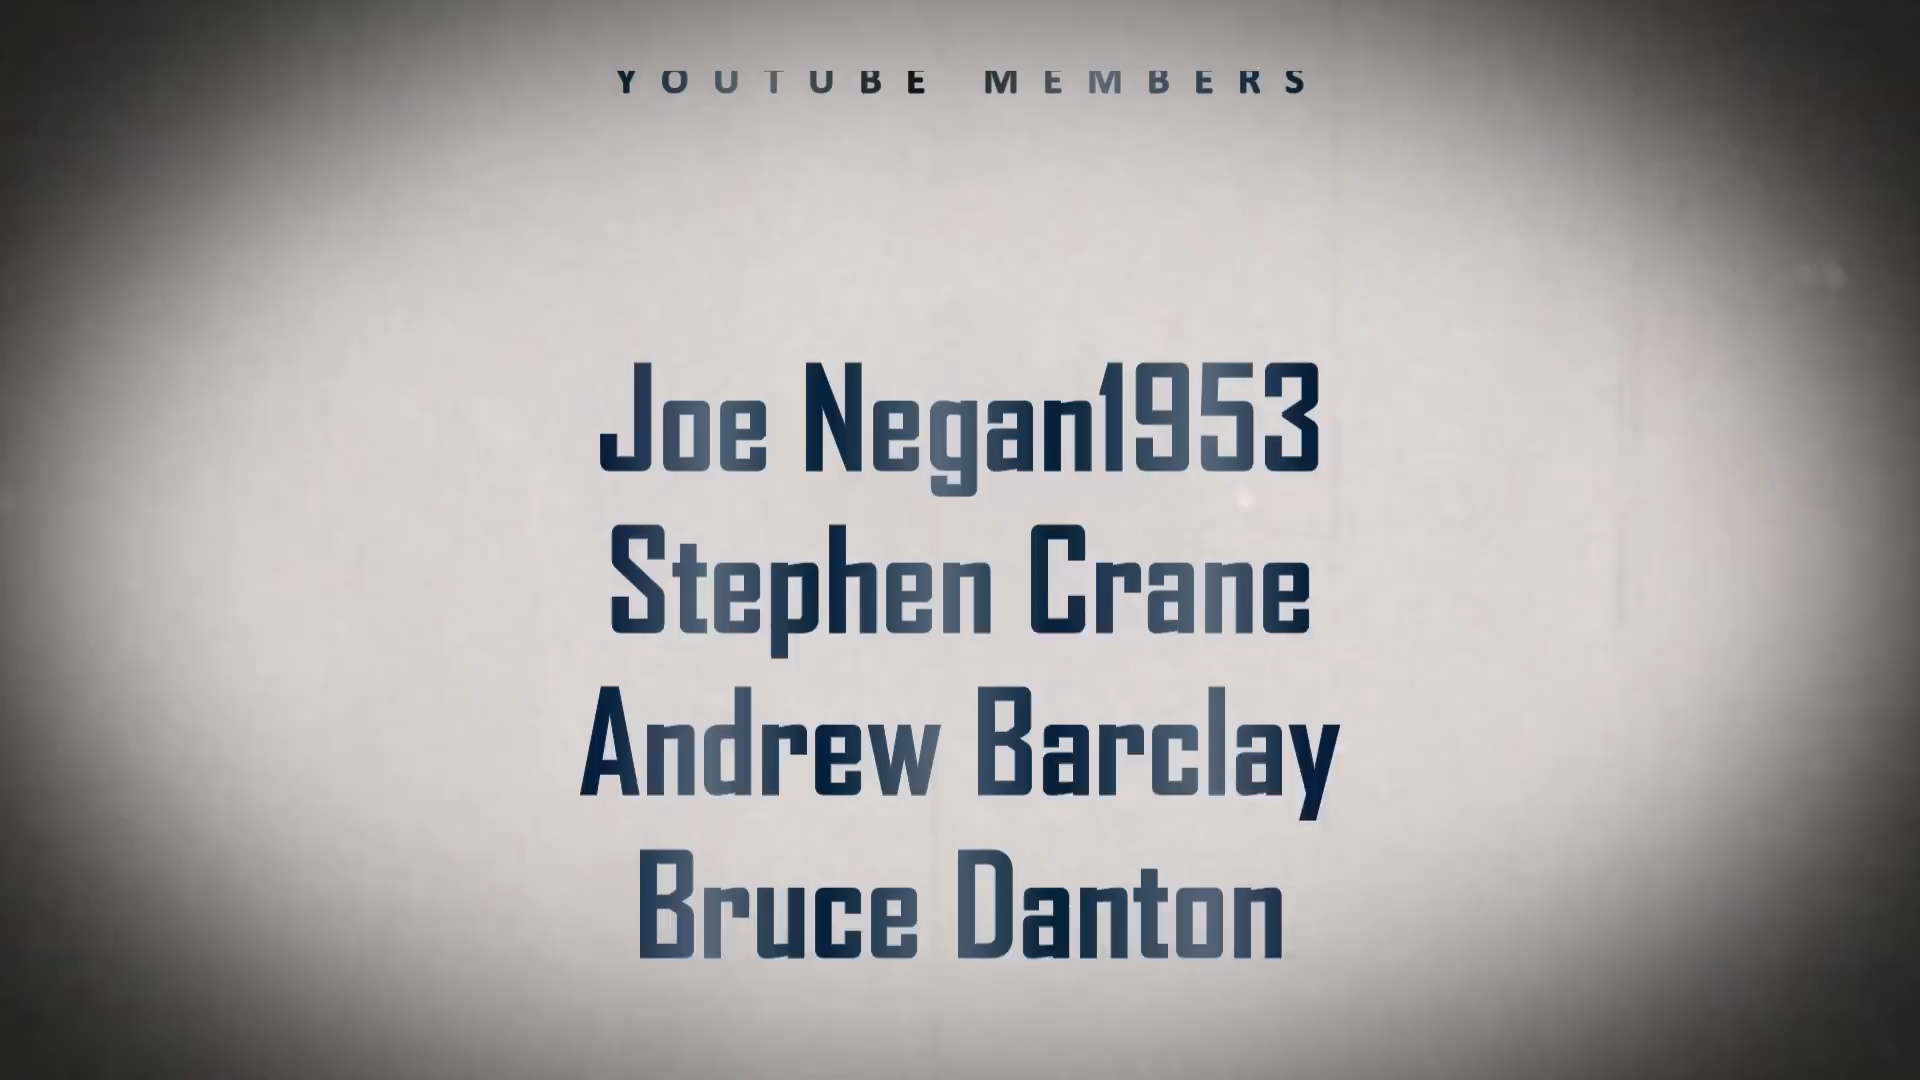 YOUTUBE MEMBERS
Joe Negan1953
Stephen Crane
Andrew Barclay
Bruce Danton